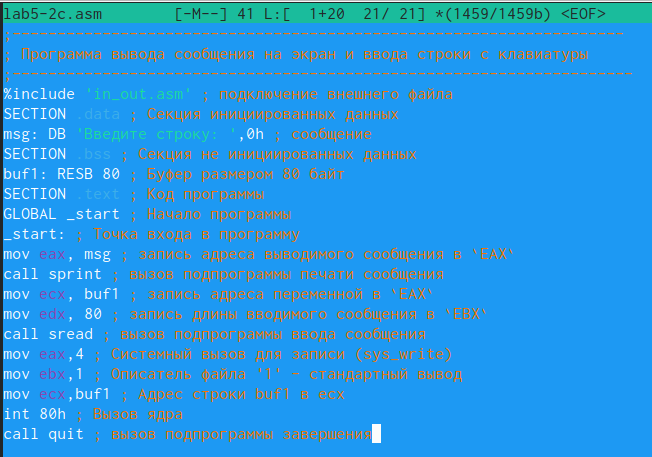 lab5-2c.asm [-M--] 41 L:[ 1+20 21/ 21] *(1459/1459b) <EOF>
;--------------------------------------------------------------------
; Программа вывода сообщения на экран и ввода строки с клавиатуры
;---------------------------------------------------------------------
%include 'in_out.asm' ; подключение внешнего файла
SECTION .data ; Секция инициированных данных
msg: DB 'Введите строку: ',0h ; сообщение
SECTION .bss ; Секция не инициированных данных
buf1: RESB 80 ; Буфер размером 80 байт
SECTION .text ; Код программы
GLOBAL _start ; Начало программы
_start: ; Точка входа в программу
mov eax, msg ; запись адреса выводимого сообщения в `EAX`
call sprint ; вызов подпрограммы печати сообщения
mov ecx, buf1 ; запись адреса переменной в `EAX`
mov edx, 80 ; запись длины вводимого сообщения в `EBX`
call sread ; вызов подпрограммы ввода сообщения
mov eax,4 ; Системный вызов для записи (sys_write)
mov ebx,1 ; Описатель файла '1' - стандартный вывод
mov ecx,buf1 ; Адрес строки buf1 в ecx
int 80h ; Вызов ядра
call quit ; вызов подпрограммы завершения